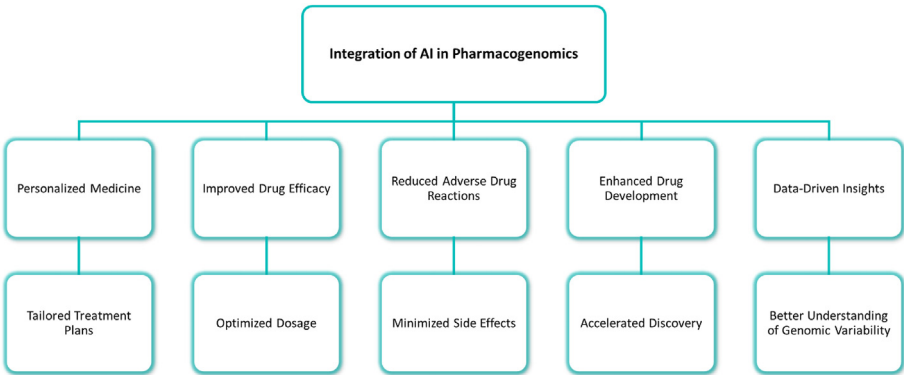 Integration of AI in Pharmacogenomics
Personalized Medicine
Improved Drug Efficacy
Reduced Adverse Drug
Reactions
Enhanced Drug
Development
Data-Driven Insights
Tailored Treatment
Plans
Optimized Dosage
Minimized Side Effects
Accelerated Discovery
Better Understanding
of Genomic Variability